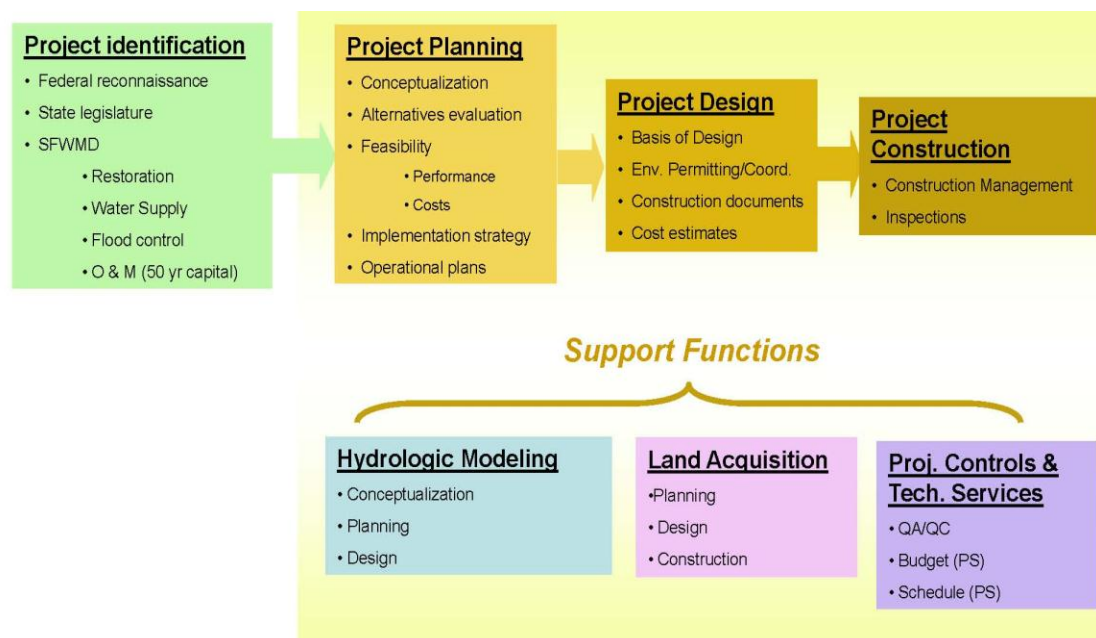 Project identification
• Federal reconnaissance
• State legislature
• SFWMD
• Restoration
• Water Supply
• Flood control
• O & M (50 yr capital)
Project Planning
• Conceptualization
• Alternatives evaluation
• Feasibility
• Performance
• Costs
• Implementation strategy
• Operational plans
Project Design
• Basis of Design
• Env. Permitting/Coord.
• Construction documents
• Cost estimates
Project
Construction
• Construction Management
• Inspections
Support Functions
Hydrologic Modeling
• Conceptualization
• Planning
• Design
Land Acquisition
•Planning
• Design
• Construction
Proj. Controls &
Tech. Services
• QA/QC
• Budget (PS)
• Schedule (PS)